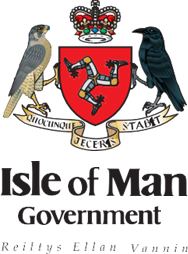 QUOCUNQUE
JECERIS
STABIT
Isle of Man
Government
Reiltys Ellan Vannin